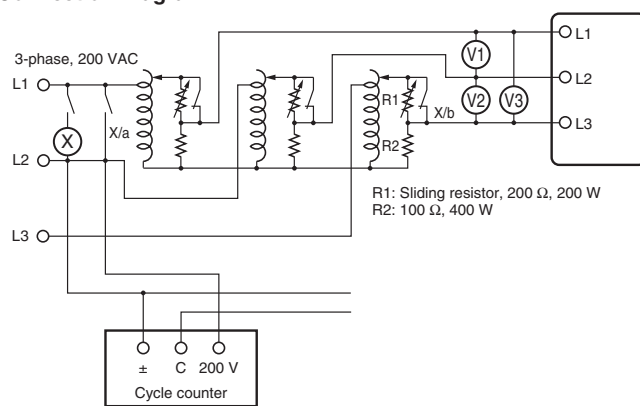 3-phase, 200 VAC
L1
L2
L3
X
X/a
R1
R2
X/b
V1
V2
V3
L1
L2
L3
R1: Sliding resistor, 200 Ω, 200 W
R2: 100 Ω, 400 W
± C 200 V
Cycle counter